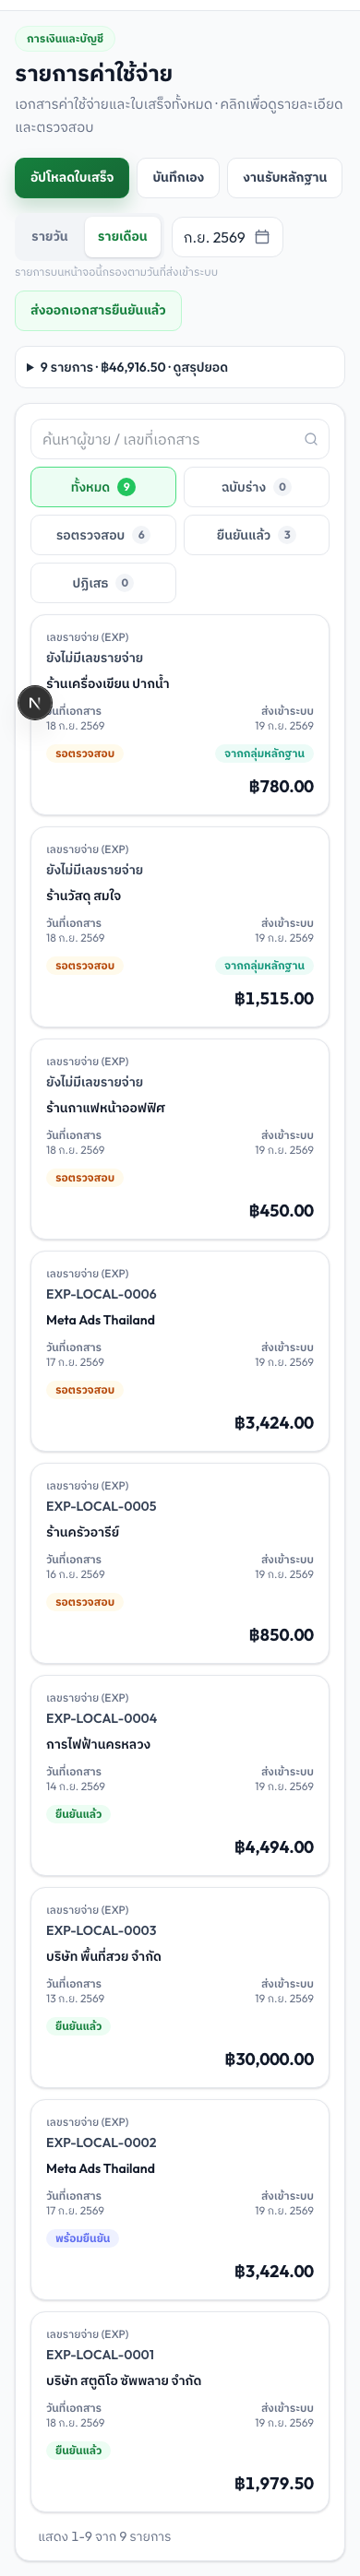 การเงินและบัญชี
รายการค่าใช้จ่าย
เอกสารค่าใช้จ่ายและใบเสร็จทั้งหมด · คลิกเพื่อดูรายละเอียด
และตรวจสอบ
อัปโหลดใบเสร็จ บันทึกเอง งานรับหลักฐาน
รายวัน รายเดือน ก.ย. 2569
รายการบนหน้าจอนี้กรองตามวันที่ส่งเข้าระบบ
ส่งออกเอกสารยืนยันแล้ว
▶ 9 รายการ · ฿46,916.50 · ดูสรุปยอด
ค้นหาผู้ขาย / เลขที่เอกสาร
ทั้งหมด 9 ฉบับร่าง 0
รอตรวจสอบ 6 ยืนยันแล้ว 3
ปฏิเสธ 0
เลขรายจ่าย (EXP)
ยังไม่มีเลขรายจ่าย
ร้านเครื่องเขียน ปากน้ำ
N
วันที่เอกสาร ส่งเข้าระบบ
18 ก.ย. 2569 19 ก.ย. 2569
รอตรวจสอบ จากกลุ่มหลักฐาน
฿780.00
เลขรายจ่าย (EXP)
ยังไม่มีเลขรายจ่าย
ร้านวัสดุ สมใจ
วันที่เอกสาร ส่งเข้าระบบ
18 ก.ย. 2569 19 ก.ย. 2569
รอตรวจสอบ จากกลุ่มหลักฐาน
฿1,515.00
เลขรายจ่าย (EXP)
ยังไม่มีเลขรายจ่าย
ร้านกาแฟหน้าออฟฟิศ
วันที่เอกสาร ส่งเข้าระบบ
18 ก.ย. 2569 19 ก.ย. 2569
รอตรวจสอบ
฿450.00
เลขรายจ่าย (EXP)
EXP-LOCAL-0006
Meta Ads Thailand
วันที่เอกสาร ส่งเข้าระบบ
17 ก.ย. 2569 19 ก.ย. 2569
รอตรวจสอบ
฿3,424.00
เลขรายจ่าย (EXP)
EXP-LOCAL-0005
ร้านครัวอารีย์
วันที่เอกสาร ส่งเข้าระบบ
16 ก.ย. 2569 19 ก.ย. 2569
รอตรวจสอบ
฿850.00
เลขรายจ่าย (EXP)
EXP-LOCAL-0004
การไฟฟ้านครหลวง
วันที่เอกสาร ส่งเข้าระบบ
14 ก.ย. 2569 19 ก.ย. 2569
ยืนยันแล้ว
฿4,494.00
เลขรายจ่าย (EXP)
EXP-LOCAL-0003
บริษัท พื้นที่สวย จำกัด
วันที่เอกสาร ส่งเข้าระบบ
13 ก.ย. 2569 19 ก.ย. 2569
ยืนยันแล้ว
฿30,000.00
เลขรายจ่าย (EXP)
EXP-LOCAL-0002
Meta Ads Thailand
วันที่เอกสาร ส่งเข้าระบบ
17 ก.ย. 2569 19 ก.ย. 2569
พร้อมยืนยัน
฿3,424.00
เลขรายจ่าย (EXP)
EXP-LOCAL-0001
บริษัท สตูดิโอ ซัพพลาย จำกัด
วันที่เอกสาร ส่งเข้าระบบ
18 ก.ย. 2569 19 ก.ย. 2569
ยืนยันแล้ว
฿1,979.50
แสดง 1-9 จาก 9 รายการ